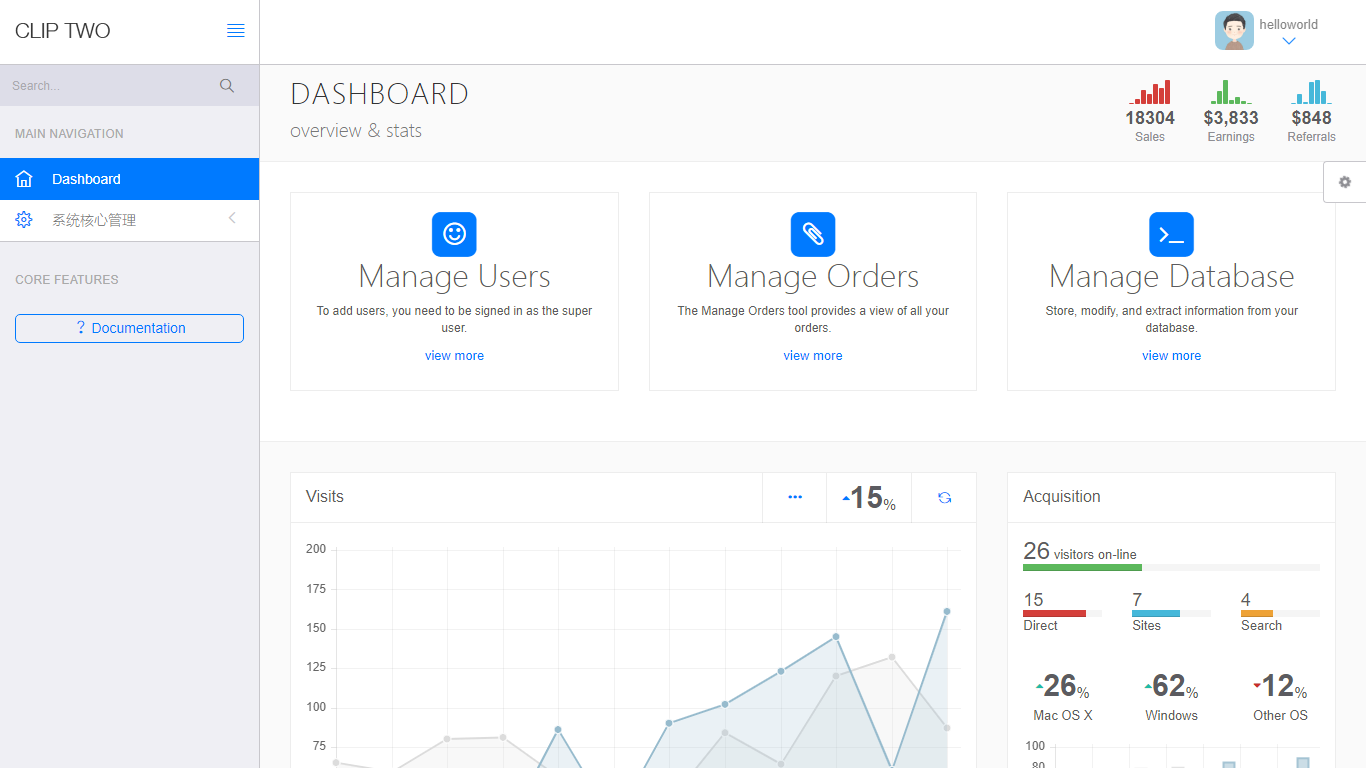 CLIP TWO
helloworld
Search...
MAIN NAVIGATION
Dashboard
系统核心管理
CORE FEATURES
? Documentation
DASHBOARD
overview & stats
18304
Sales
$3,833
Earnings
$848
Referrals
Manage Users
To add users, you need to be signed in as the super
user.
view more
Manage Orders
The Manage Orders tool provides a view of all your
orders.
view more
Manage Database
Store, modify, and extract information from your
database.
view more
Visits
15%
200
175
150
125
100
75
Acquisition
26 visitors on-line
15
Direct
7
Sites
4
Search
26%
Mac OS X
62%
Windows
12%
Other OS
100
80